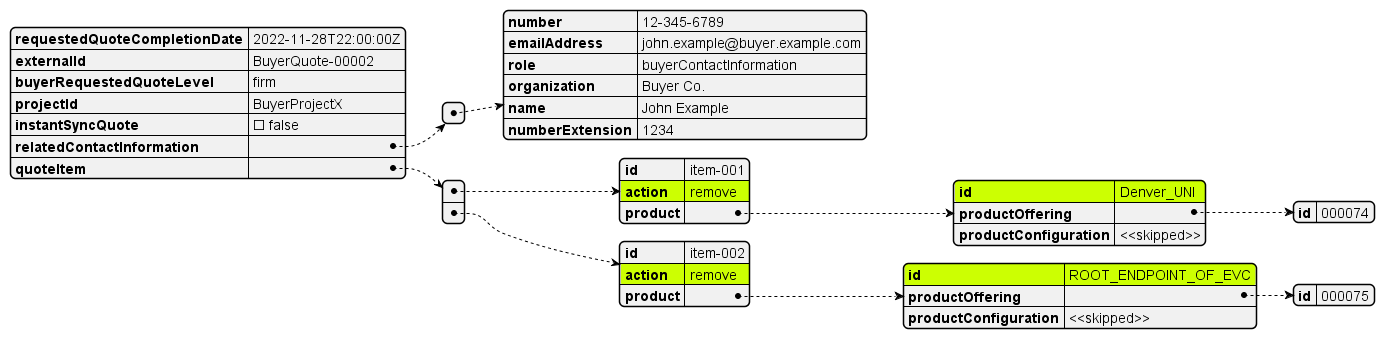 requestedQuoteCompletionDate 2022-11-28T22:00:00Z
externalId BuyerQuote-00002
buyerRequestedQuoteLevel firm
projectId BuyerProjectX
instantSyncQuote ☐ false
relatedContactInformation
quoteItem
number 12-345-6789
emailAddress john.example@buyer.example.com
role buyerContactInformation
organization Buyer Co.
name John Example
numberExtension 1234
id item-001
action remove
product
id Denver_UNI
productOffering
productConfiguration <<skipped>>
id 000074
id item-002
action remove
product
id ROOT_ENDPOINT_OF_EVC
productOffering
productConfiguration <<skipped>>
id 000075